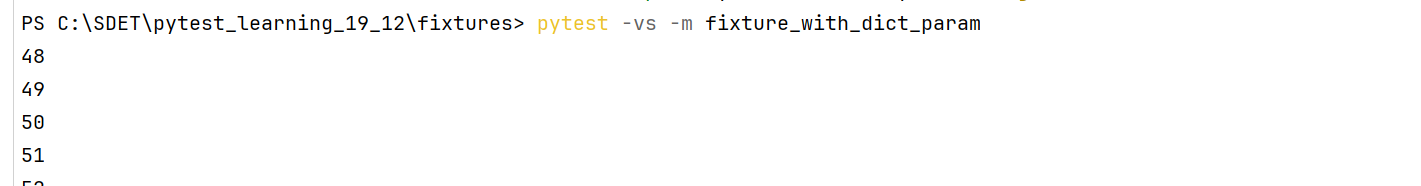 PS C:\SDET\pytest_learning_19_12\fixtures> pytest -vs -m fixture_with_dict_param
48
49
50
51